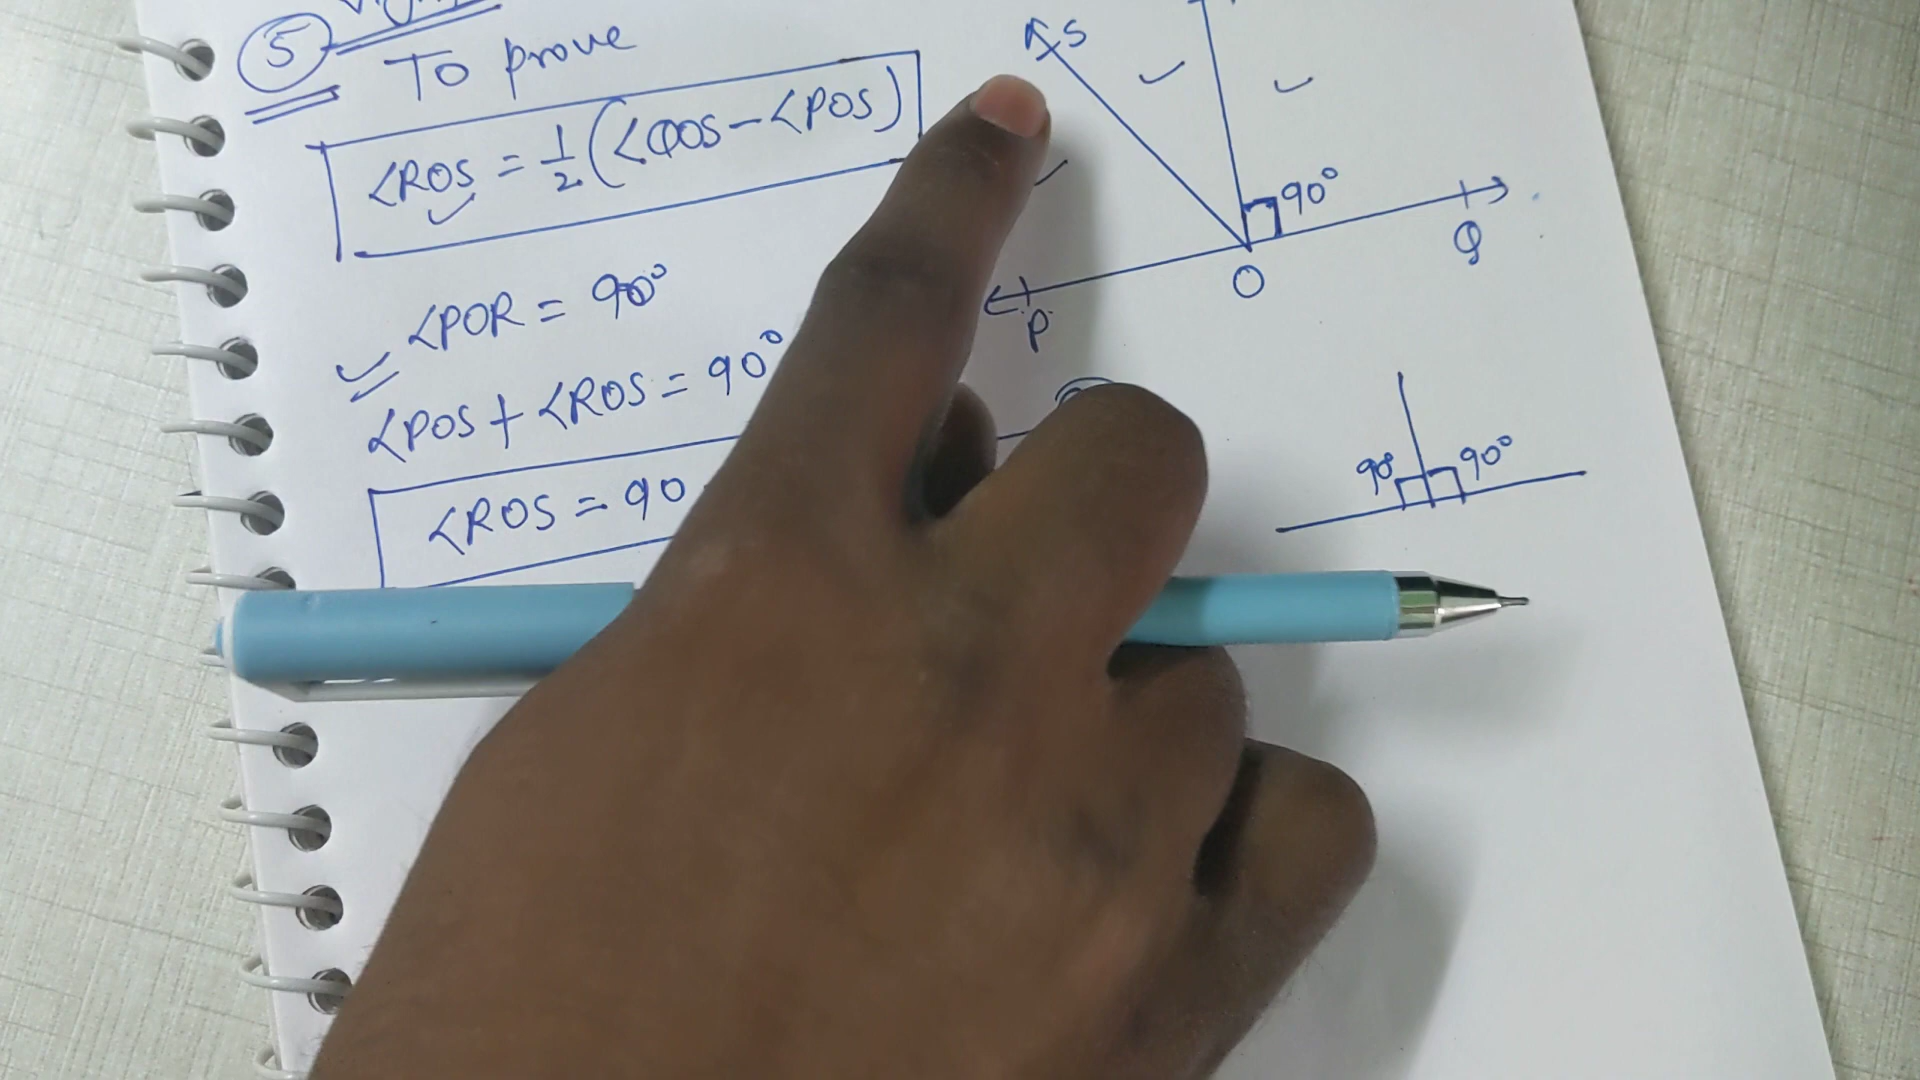 5
To prove
∠ROS = 1/2 (∠QOS - ∠POS)
∠POR = 90°
∠POS + ∠ROS = 90°
∠ROS = 90
S
90°
Q
O
P
90°
90°